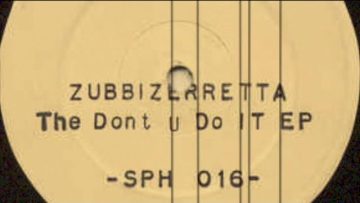 ZUBBIZERRETTA
The Dont u Do iT EP
-SPH 016-